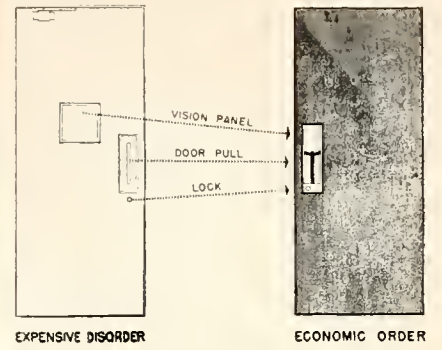 VISION PANEL
DOOR PULL
LOCK
EXPENSIVE DISORDER
ECONOMIC ORDER